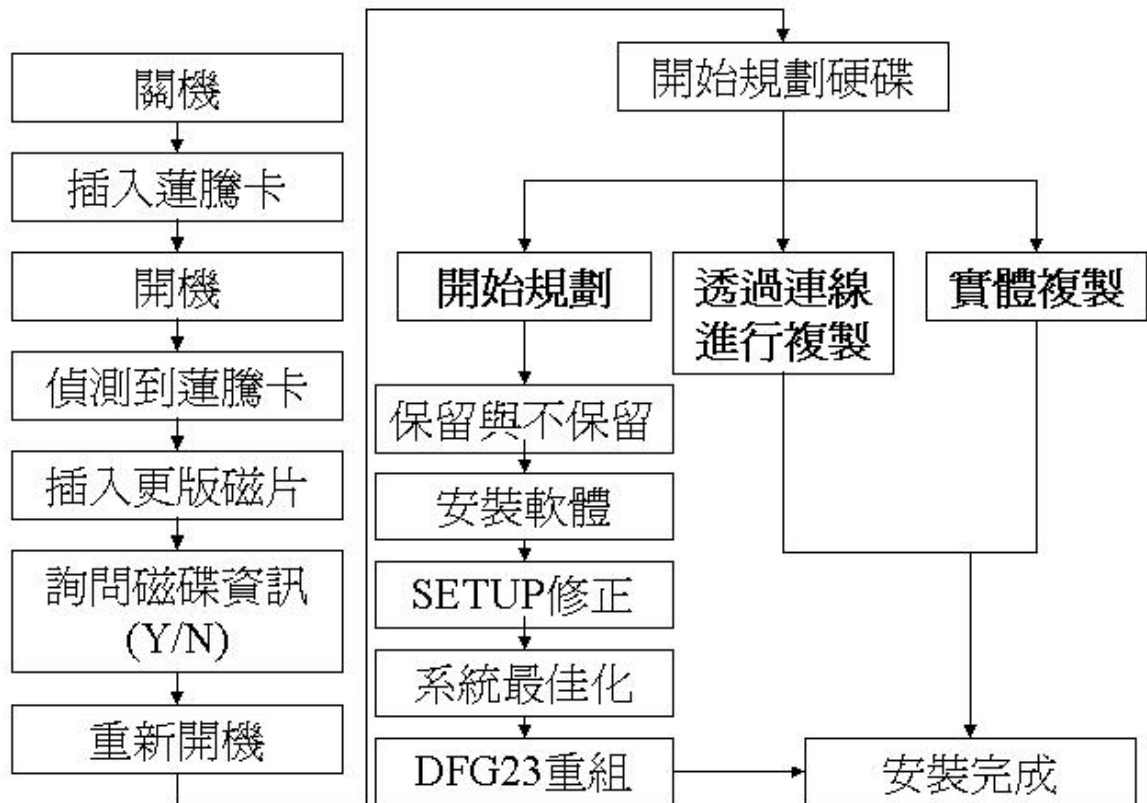 關機
插入蓮騰卡
開機
偵測到蓮騰卡
插入更版磁片
詢問磁碟資訊
(Y/N)
重新開機
開始規劃硬碟
開始規劃
透過連線
進行複製
實體複製
保留與不保留
安裝軟體
SETUP修正
系統最佳化
DFG23重組
安裝完成